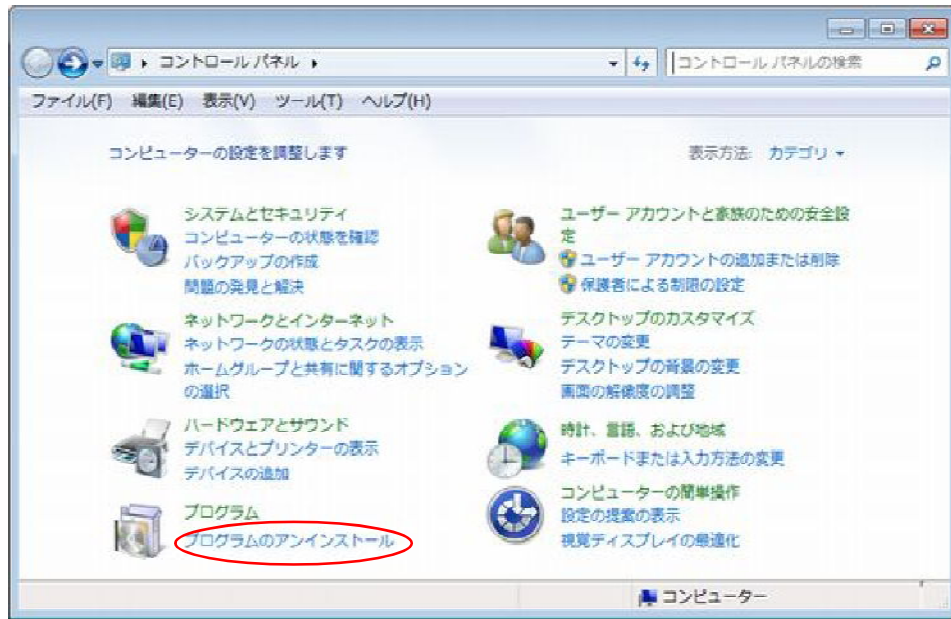 コントロール パネル
コントロール パネルの検索
ファイル(F) 編集(E) 表示(V) ツール(T) ヘルプ(H)
コンピューターの設定を調整します
表示方法: カテゴリ
システムとセキュリティ
コンピューターの状態を確認
バックアップの作成
問題の発見と解決
ネットワークとインターネット
ネットワークの状態とタスクの表示
ホームグループと共有に関するオプション
の選択
ハードウェアとサウンド
デバイスとプリンターの表示
デバイスの追加
プログラム
プログラムのアンインストール
ユーザー アカウントと家族のための安全設
定
ユーザー アカウントの追加または削除
保護者による制限の設定
デスクトップのカスタマイズ
テーマの変更
デスクトップの背景の変更
画面の解像度の調整
時計、言語、および地域
キーボードまたは入力方法の変更
コンピューターの簡単操作
設定の提案の表示
視覚ディスプレイの最適化
コンピューター